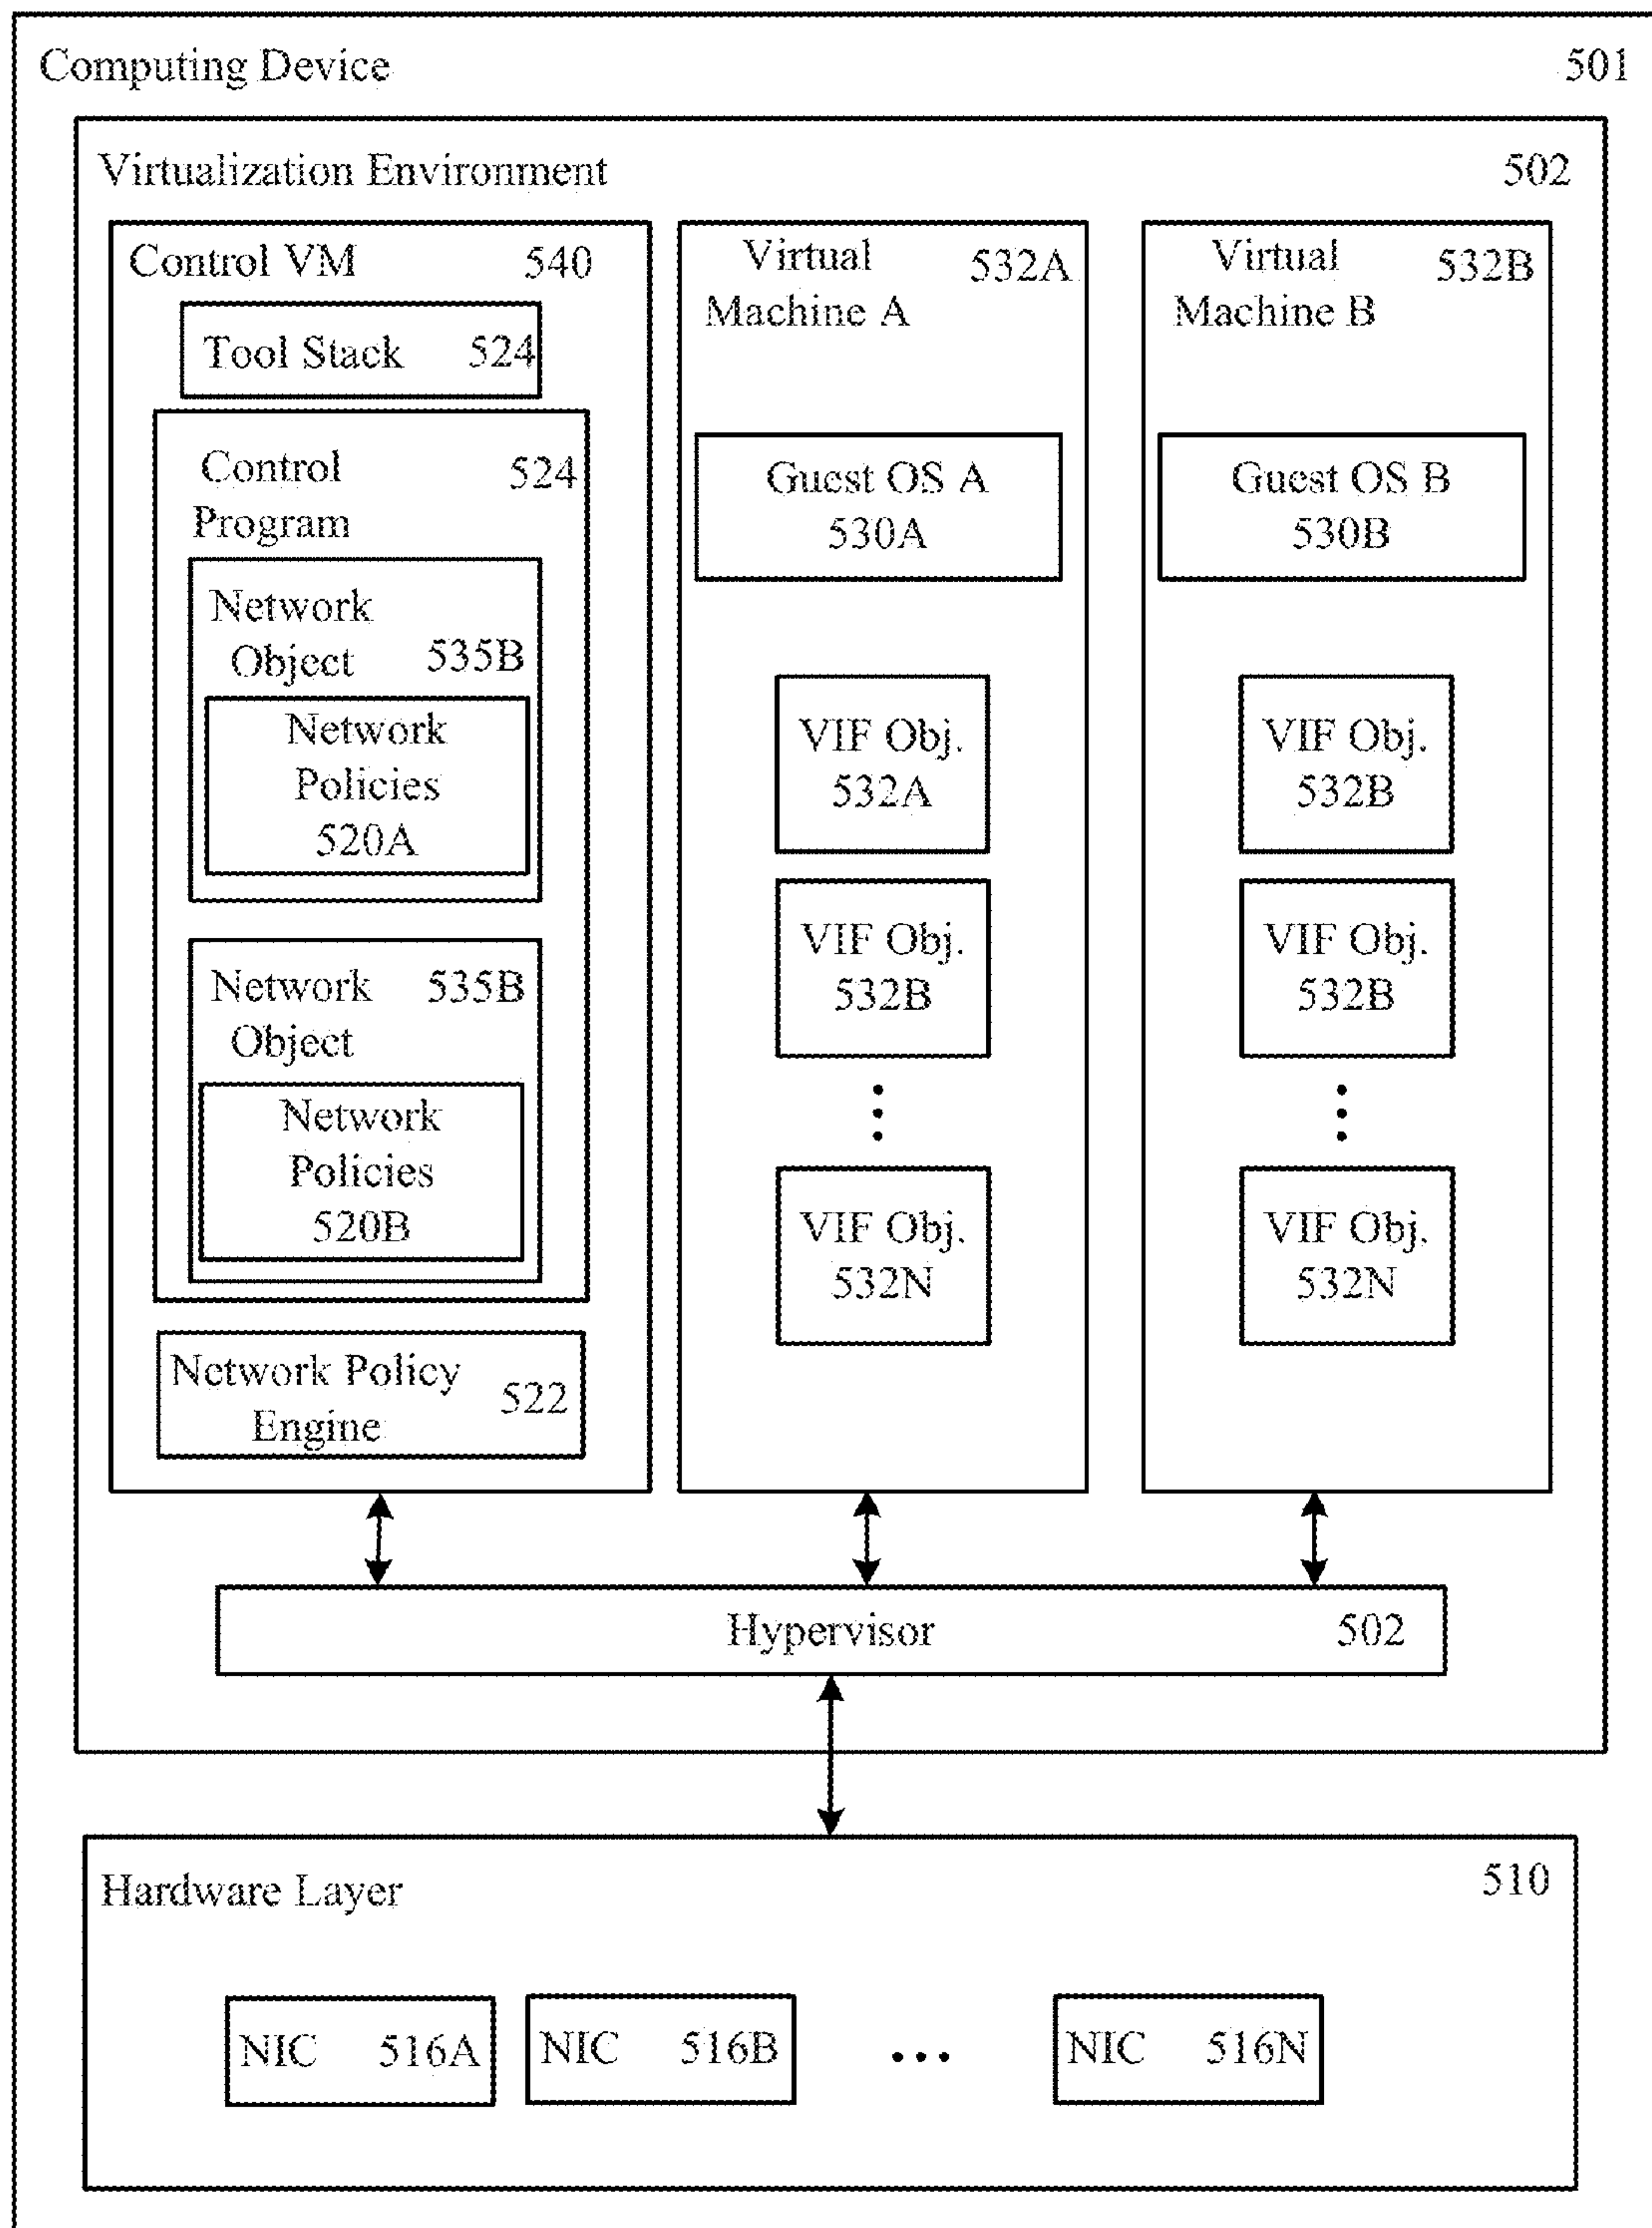 Computing Device 501
Virtualization Environment 502
Control VM 540
Tool Stack 524
Control
Program 524
Network
Object 535B
Network
Policies
520A
Network 535B
Object
Network
Policies
520B
Network Policy
Engine 522
Virtual
Machine A 532A
Guest OS A
530A
VIF Obj.
532A
VIF Obj.
532B
VIF Obj.
532N
Virtual
Machine B 532B
Guest OS B
530B
VIF Obj.
532B
VIF Obj.
532B
VIF Obj.
532N
Hypervisor 502
Hardware Layer 510
NIC 516A
NIC 516B
...
NIC 516N